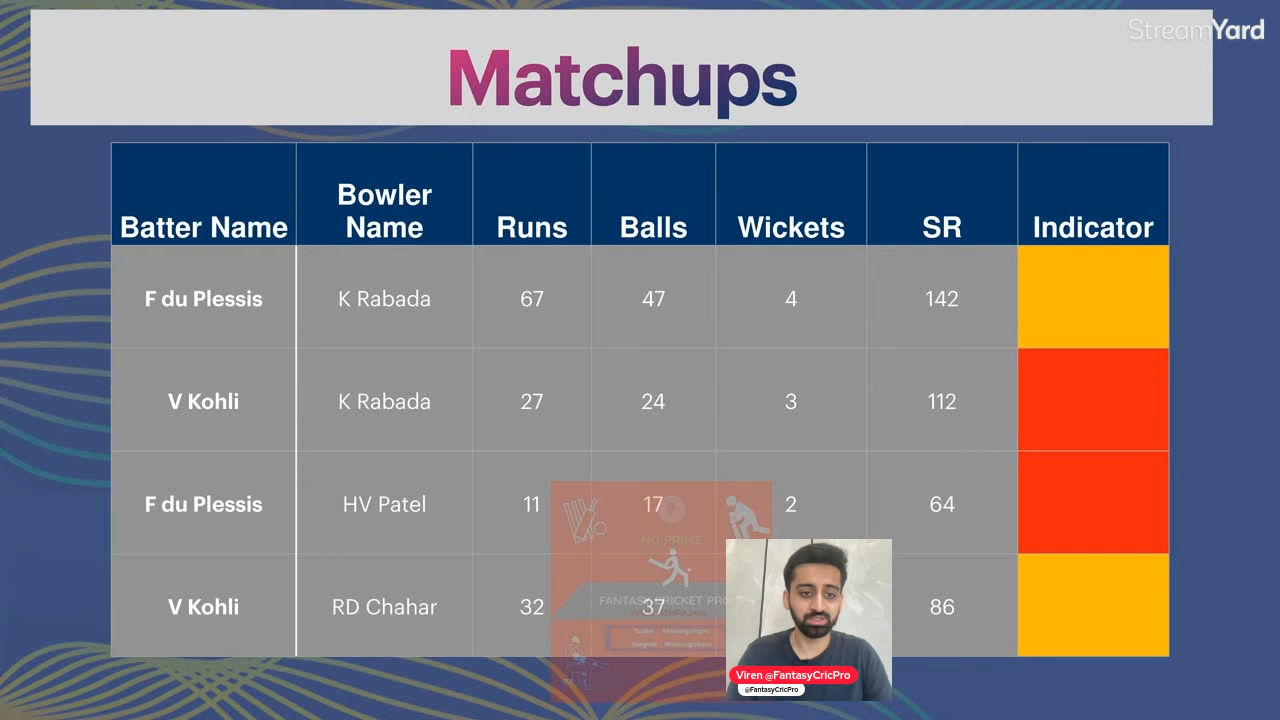 StreamYard
Matchups
Batter Name Bowler Name Runs Balls Wickets SR Indicator
F du Plessis K Rabada 67 47 4 142
V Kohli K Rabada 27 24 3 112
F du Plessis HV Patel 11 17 2 64
NO PRIME
V Kohli RD Chahar 32 37 86
FANTASY CRICKET PRO
Viren @FantasyCricPro
@FantasyCricPro